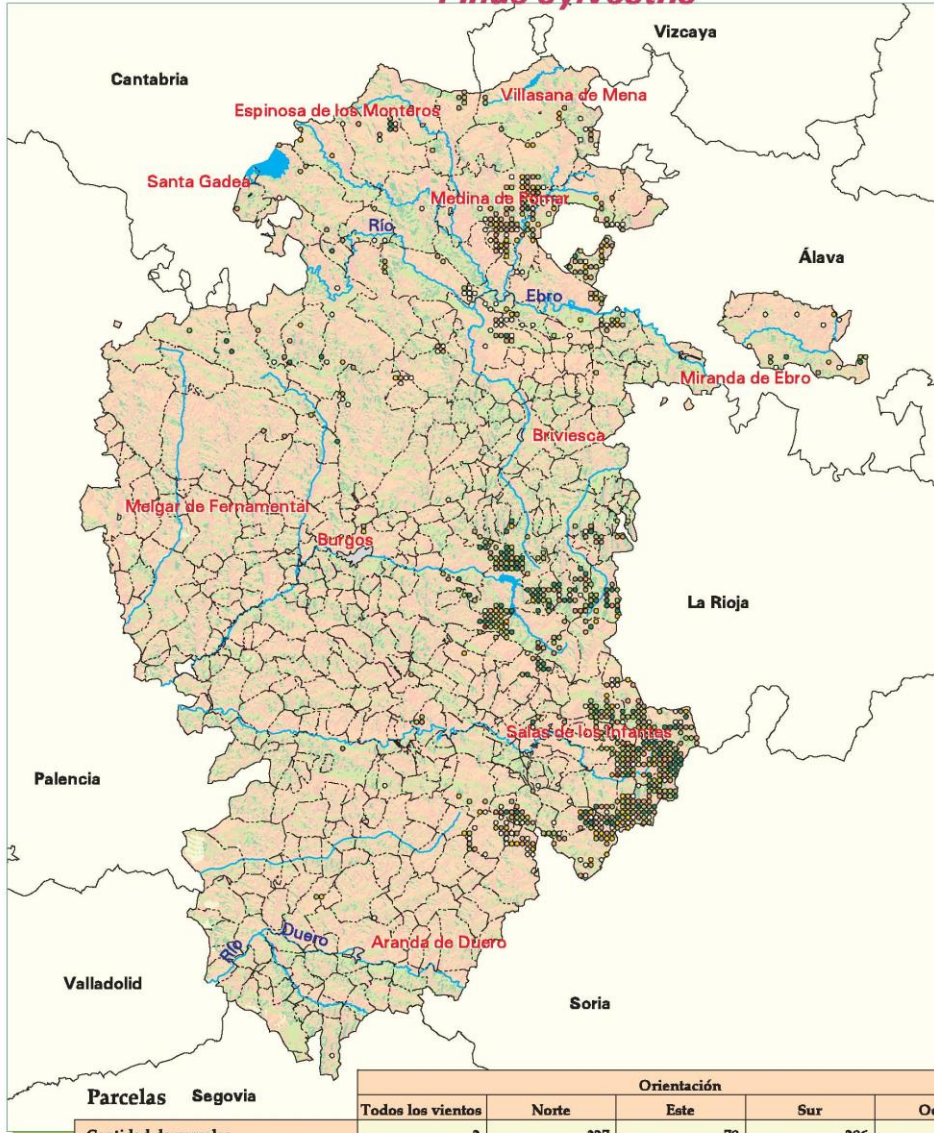 Pinus sylvestris
Vizcaya
Cantabria
Villasana de Mena
Espinosa de los Monteros
Santa Gadea
Medina de Pomar
Río
Álava
Ebro
Miranda de Ebro
Briviesca
Melgar de Fernamental
Burgos
La Rioja
Salas de los Infantes
Palencia
Río Duero
Aranda de Duero
Valladolid
Soria
Segovia
Parcelas
Orientación
Todos los vientos Norte Este Sur